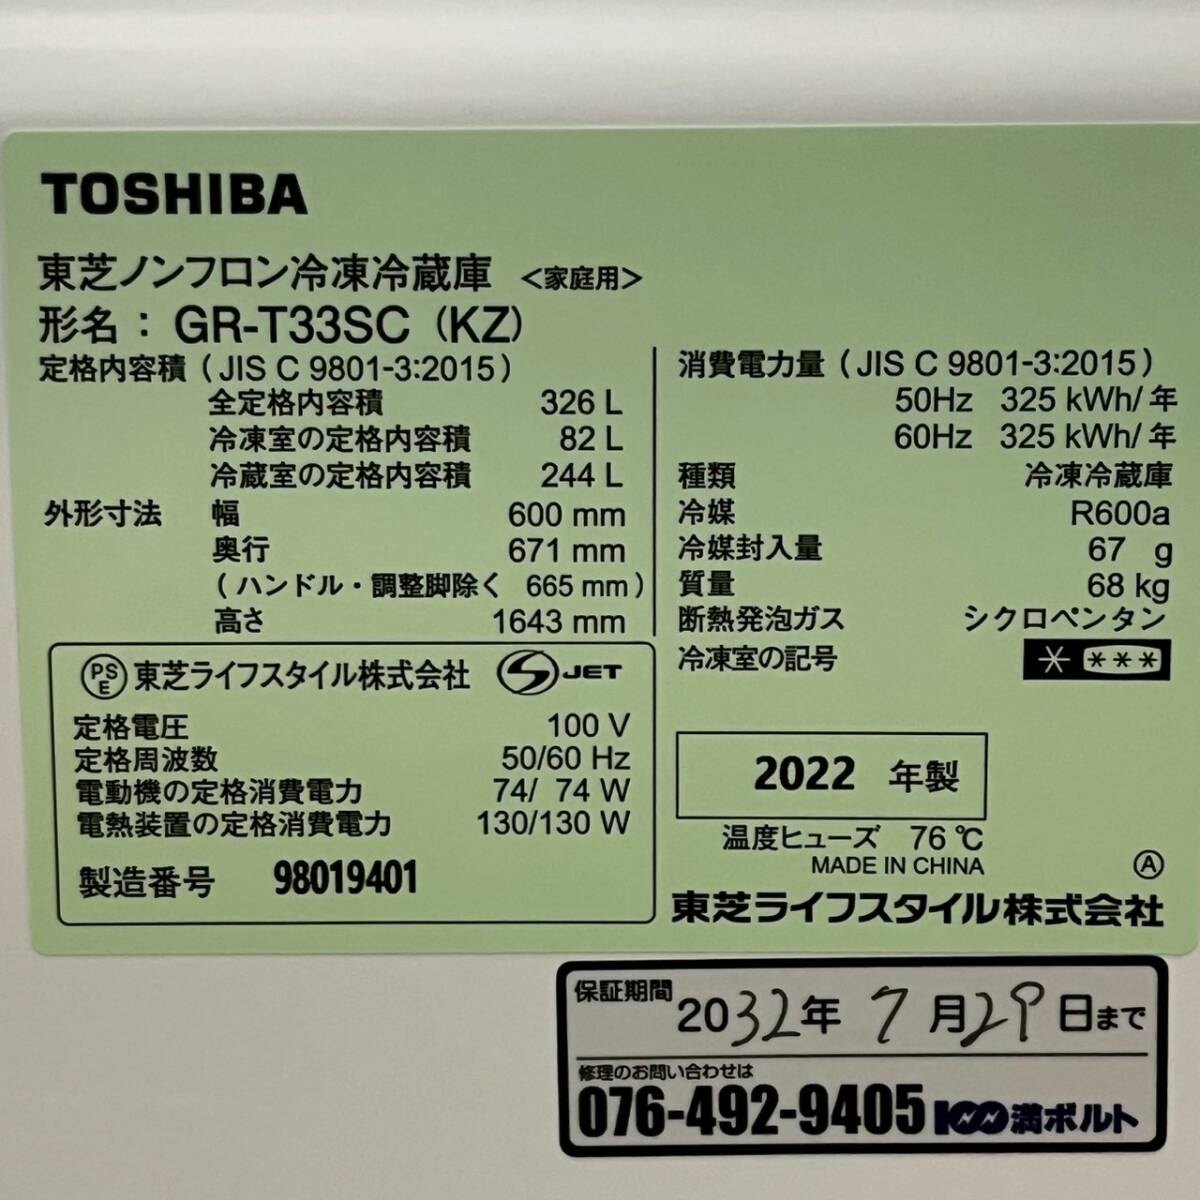 TOSHIBA
東芝ノンフロン冷凍冷蔵庫 <家庭用>
形名：GR-T33SC (KZ)
定格内容積 ( JIS C 9801-3:2015 )
全定格内容積 326 L
冷凍室の定格内容積 82 L
冷蔵室の定格内容積 244 L
外形寸法 幅 600 mm
奥行 671 mm
( ハンドル・調整脚除く 665 mm )
高さ 1643 mm
消費電力量 ( JIS C 9801-3:2015 )
50Hz 325 kWh/年
60Hz 325 kWh/年
種類 冷凍冷蔵庫
冷媒 R600a
冷媒封入量 67 g
質量 68 kg
断熱発泡ガス シクロペンタン
冷凍室の記号 * ***
PSE 東芝ライフスタイル株式会社 S JET
定格電圧 100 V
定格周波数 50/60 Hz
電動機の定格消費電力 74/ 74 W
電熱装置の定格消費電力 130/130 W
製造番号 98019401
2022 年製
温度ヒューズ 76 ℃
MADE IN CHINA Ⓐ
東芝ライフスタイル株式会社
保証期間 2032年 7月29日まで
修理のお問い合わせは
076-492-9405 100満ボルト